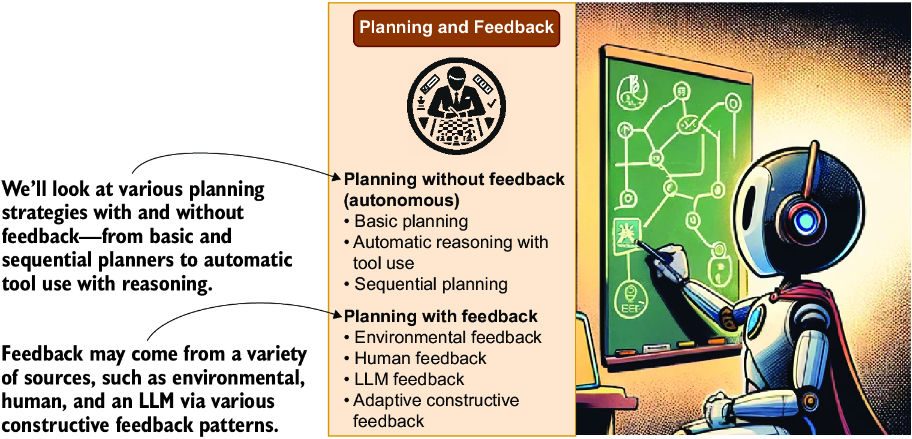 Planning and Feedback
We'll look at various planning
strategies with and without
feedback—from basic and
sequential planners to automatic
tool use with reasoning.
Planning without feedback
(autonomous)
• Basic planning
• Automatic reasoning with
tool use
• Sequential planning
Feedback may come from a variety
of sources, such as environmental,
human, and an LLM via various
constructive feedback patterns.
Planning with feedback
• Environmental feedback
• Human feedback
• LLM feedback
• Adaptive constructive
feedback